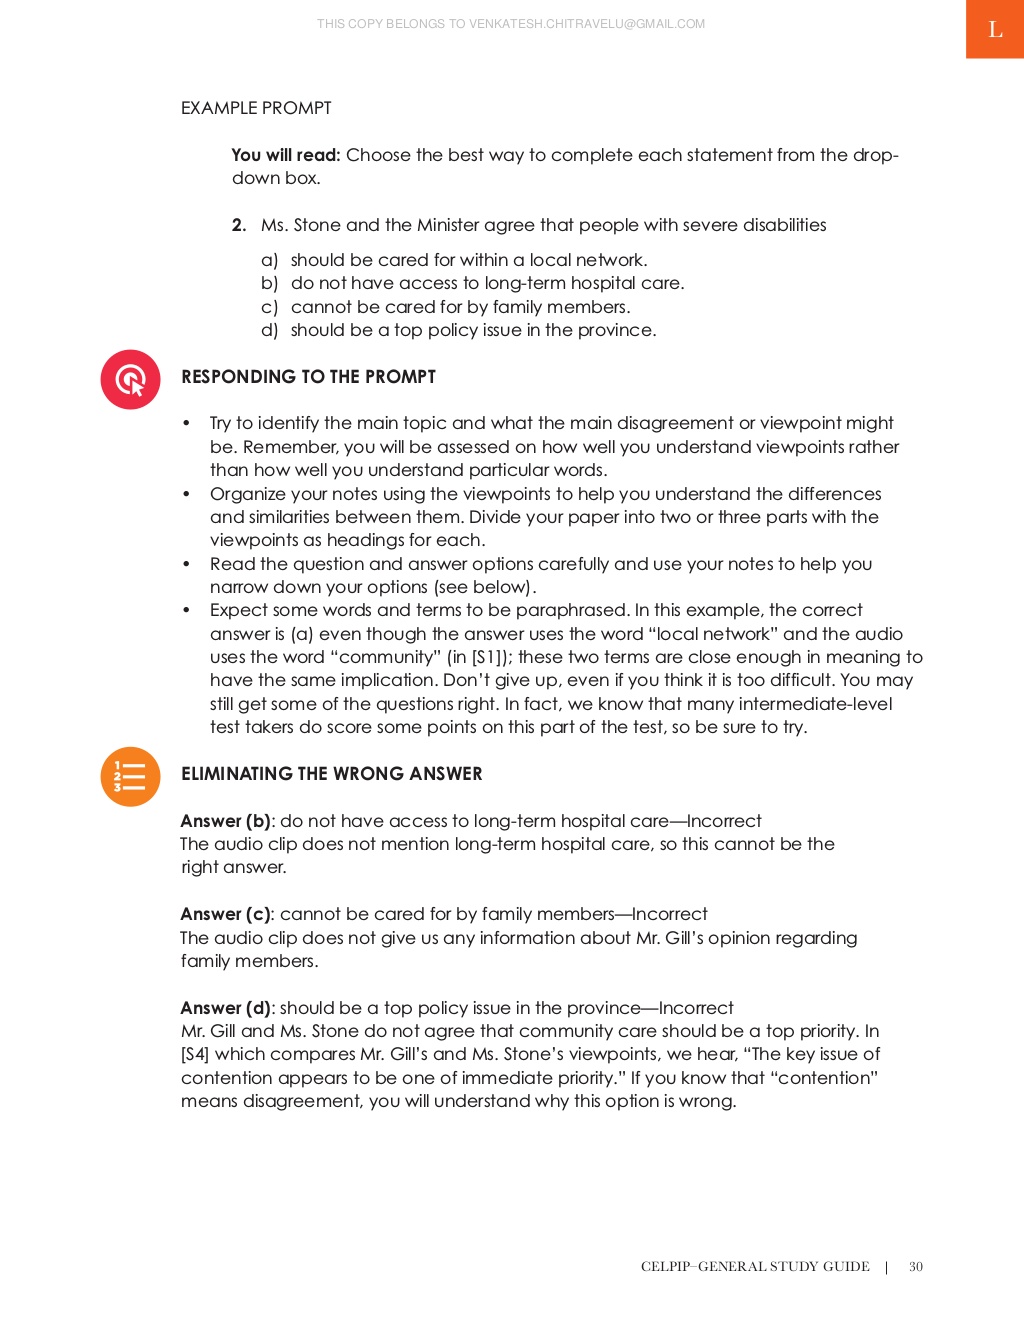 THIS COPY BELONGS TO VENKATESH.CHITRAVELU@GMAIL.COM
L
EXAMPLE PROMPT
You will read: Choose the best way to complete each statement from the drop-
down box.
2. Ms. Stone and the Minister agree that people with severe disabilities
a) should be cared for within a local network.
b) do not have access to long-term hospital care.
c) cannot be cared for by family members.
d) should be a top policy issue in the province.
RESPONDING TO THE PROMPT
• Try to identify the main topic and what the main disagreement or viewpoint might
be. Remember, you will be assessed on how well you understand viewpoints rather
than how well you understand particular words.
• Organize your notes using the viewpoints to help you understand the differences
and similarities between them. Divide your paper into two or three parts with the
viewpoints as headings for each.
• Read the question and answer options carefully and use your notes to help you
narrow down your options (see below).
• Expect some words and terms to be paraphrased. In this example, the correct
answer is (a) even though the answer uses the word “local network” and the audio
uses the word “community” (in [S1]); these two terms are close enough in meaning to
have the same implication. Don’t give up, even if you think it is too difficult. You may
still get some of the questions right. In fact, we know that many intermediate-level
test takers do score some points on this part of the test, so be sure to try.
1
2
3
ELIMINATING THE WRONG ANSWER
Answer (b): do not have access to long-term hospital care—Incorrect
The audio clip does not mention long-term hospital care, so this cannot be the
right answer.
Answer (c): cannot be cared for by family members—Incorrect
The audio clip does not give us any information about Mr. Gill’s opinion regarding
family members.
Answer (d): should be a top policy issue in the province—Incorrect
Mr. Gill and Ms. Stone do not agree that community care should be a top priority. In
[S4] which compares Mr. Gill’s and Ms. Stone’s viewpoints, we hear, “The key issue of
contention appears to be one of immediate priority.” If you know that “contention”
means disagreement, you will understand why this option is wrong.
CELPIP–GENERAL STUDY GUIDE | 30